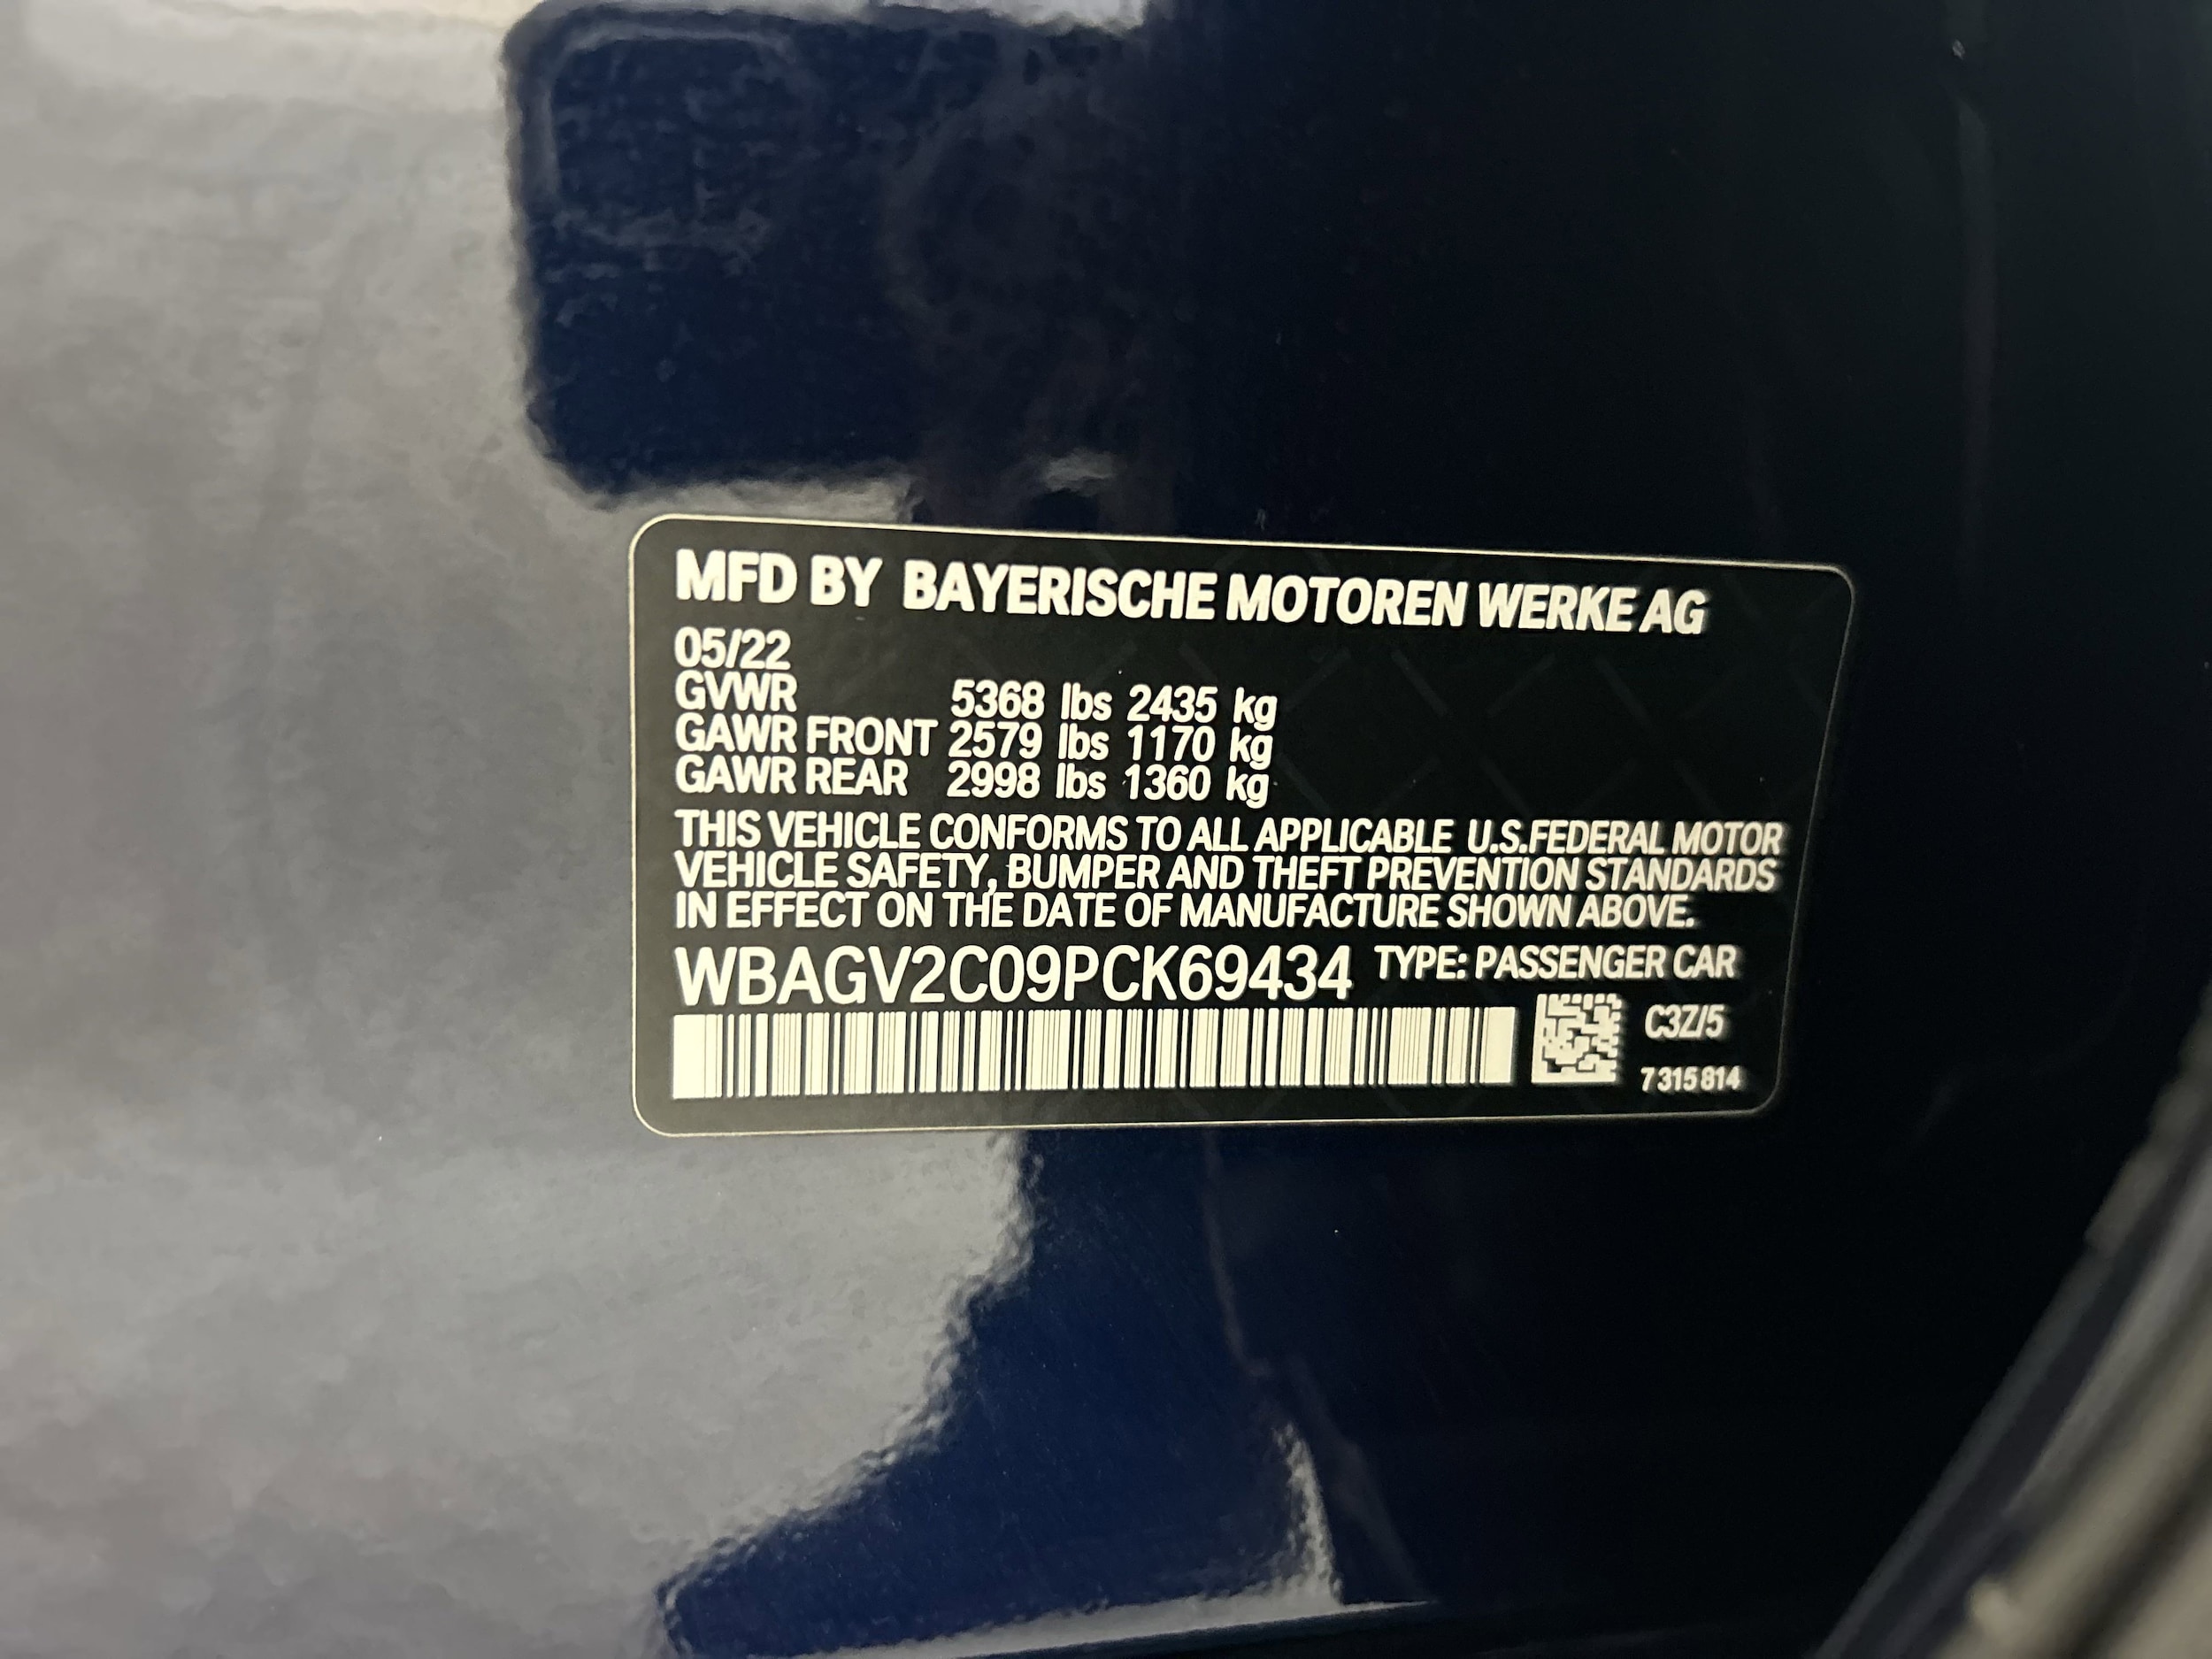 MFD BY BAYERISCHE MOTOREN WERKE AG
05/22
GVWR 5368 lbs 2435 kg
GAWR FRONT 2579 lbs 1170 kg
GAWR REAR 2998 lbs 1360 kg
THIS VEHICLE CONFORMS TO ALL APPLICABLE U.S.FEDERAL MOTOR
VEHICLE SAFETY, BUMPER AND THEFT PREVENTION STANDARDS
IN EFFECT ON THE DATE OF MANUFACTURE SHOWN ABOVE.
WBAGV2C09PCK69434 TYPE: PASSENGER CAR
C3Z/5
7 315 814